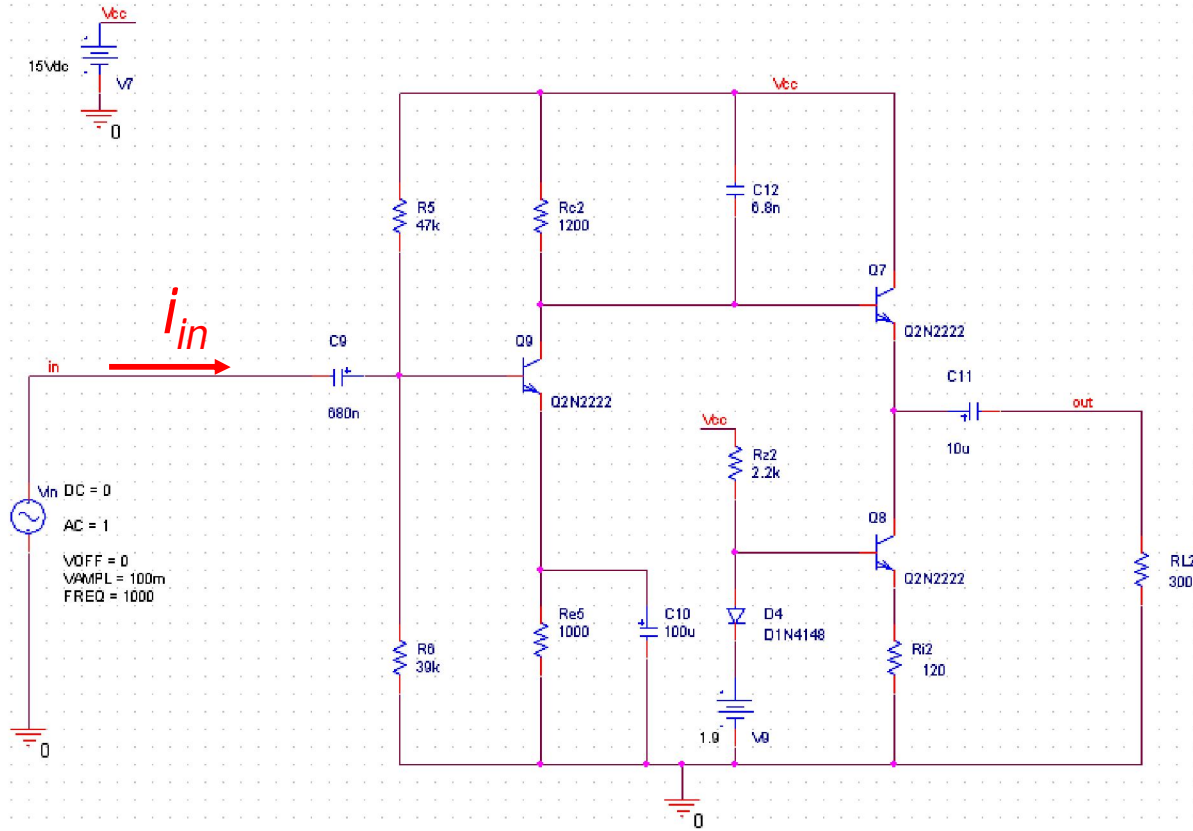 Vcc
15Vdc
V7
0
Vcc
R5
47k
Rc2
1200
C12
6.8n
Q7
Q2N2222
iin
in
C9
680n
Q9
Q2N2222
C11
out
10u
Vcc
Rz2
2.2k
Vin
DC = 0
AC = 1
VOFF = 0
VAMPL = 100m
FREQ = 1000
Q8
Q2N2222
RL2
300
R6
39k
Re5
1000
C10
100u
D4
D1N4148
Ri2
120
1.9
V9
0
0